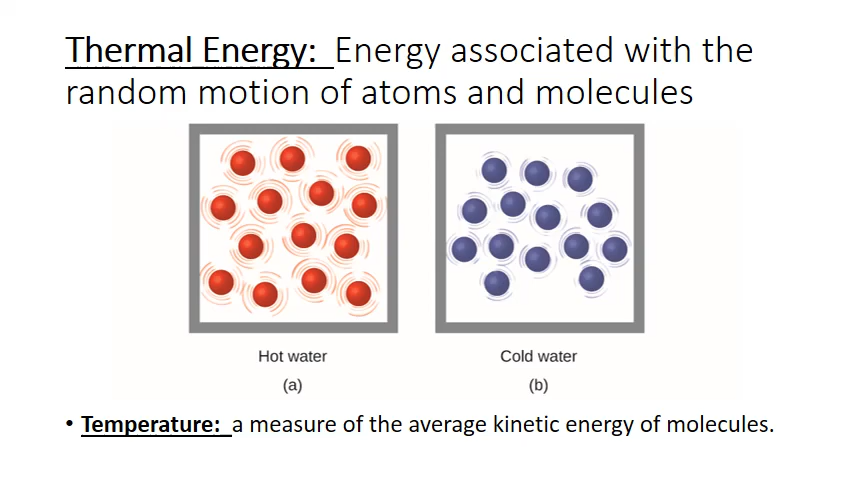 Thermal Energy: Energy associated with the
random motion of atoms and molecules
Hot water
Cold water
(a)
(b)
• Temperature: a measure of the average kinetic energy of molecules.